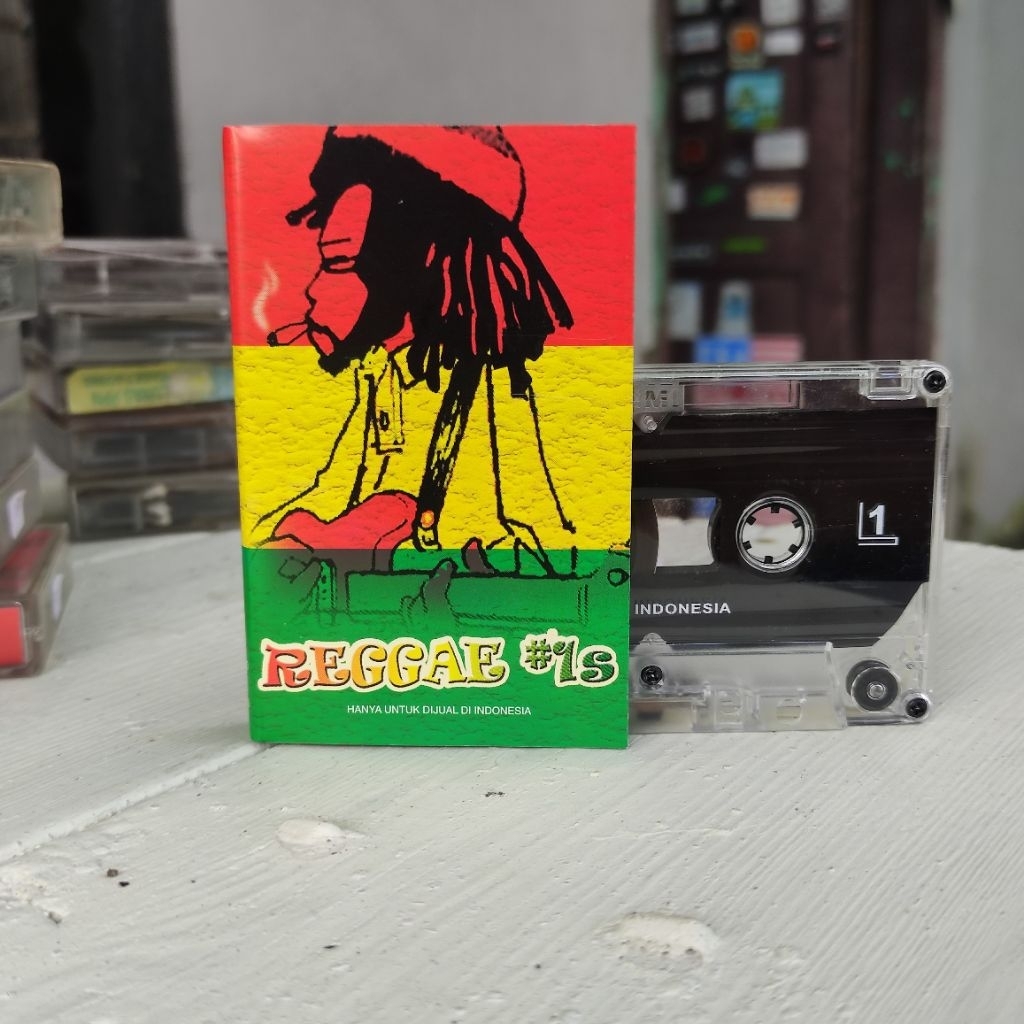 REGGAE #1s
HANYA UNTUK DIJUAL DI INDONESIA
1
INDONESIA